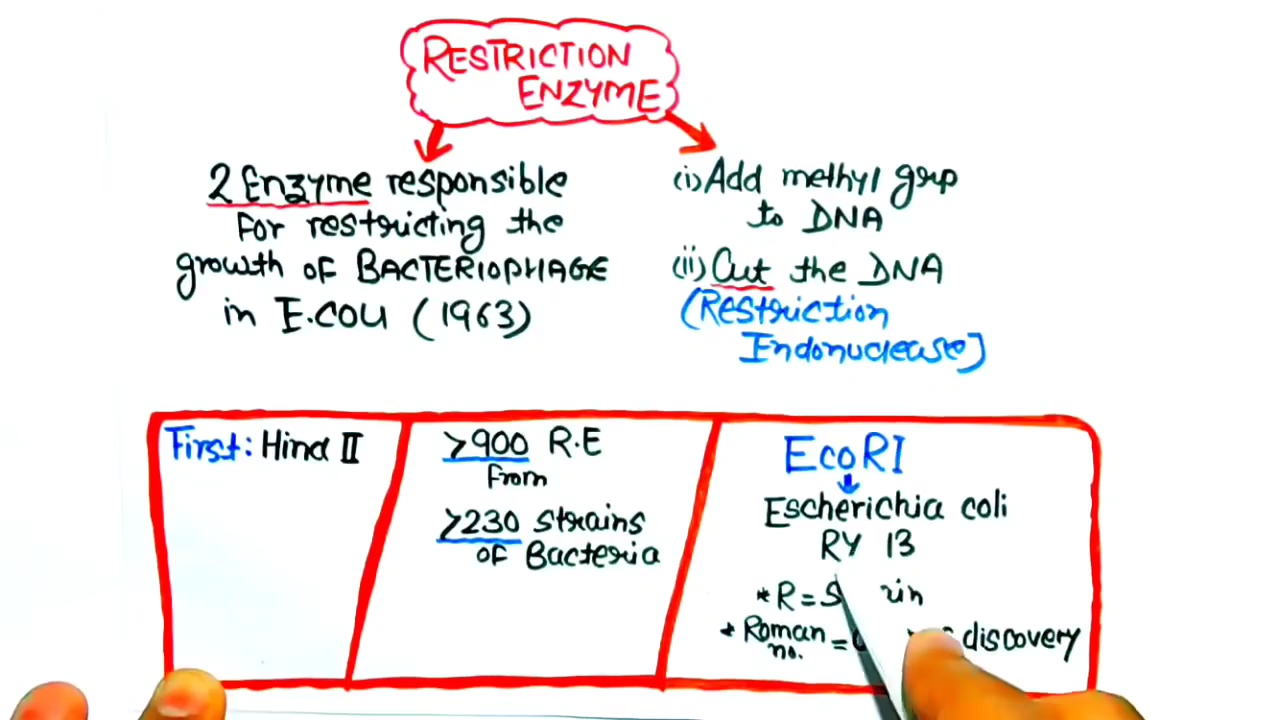 RESTRICTION
ENZYME
2 Enzyme responsible
For restricting the
growth of BACTERIOPHAGE
in E.COLI (1963)
(i) Add methyl grp
to DNA
(ii) Cut the DNA
(Restriction
Endonuclease]
First: Hind II
>900 R.E
from
>230 strains
of Bacteria
EcoRI
Escherichia coli
RY 13
* R =
* Roman no. = discovery